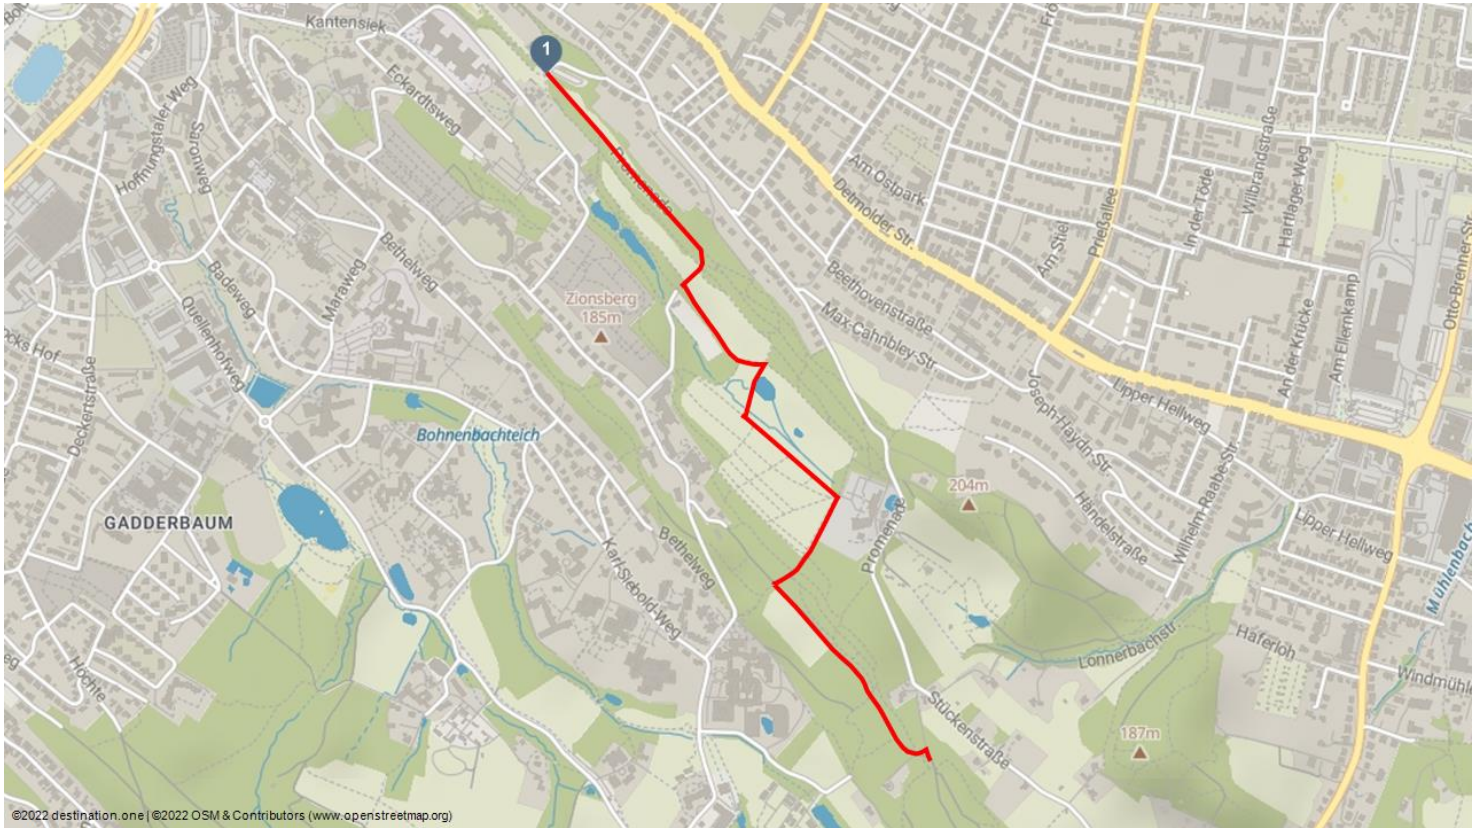 Kantensiek
1
Eckardtsweg
Hoffnungstaler Weg
Saronweg
Promenade
Am Ostpark
Detmolder Str.
Prießallee
Am Stiel
In der Töde
Wilbrandstraße
Hartlager Weg
Otto-Brenner-Str.
Badeweg
Maraweg
Bethelweg
Quellenhofweg
Zionsberg
185m
Beethovenstraße
Max-Cahnbley-Str.
An der Krücke
Am Ellernkamp
Deckertstraße
Joseph-Haydn-Str.
Lipper Hellweg
Bohnenbachteich
204m
Händelstraße
Wilhelm-Raabe-Str.
Lipper Hellweg
Mühlenbach
GADDERBAUM
Karl-Siebold-Weg
Bethelweg
Promenade
Lonnerbachstr
Haferloh
Höchte
Stückenstraße
187m
©2022 destination.one | ©2022 OSM & Contributors (www.openstreetmap.org)